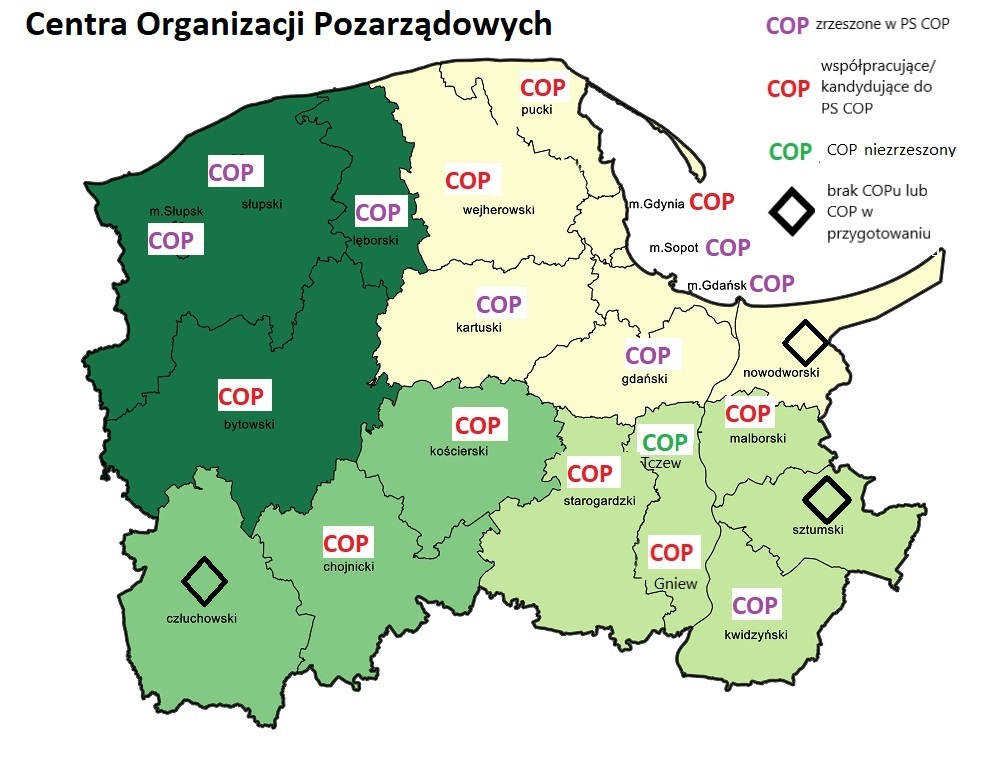 Centra Organizacji Pozarządowych
COP zrzeszone w PS COP
COP współpracujące/
kandydujące do
PS COP
COP COP niezrzeszony
brak COPu lub
COP w
przygotowaniu
COP
pucki
COP
wejherowski
COP
słupski
m.Słupsk
COP
COP
lęborski
m.Gdynia COP
m.Sopot COP
m.Gdańsk COP
COP
kartuski
COP
gdański
nowodworski
COP
bytowski
COP
kościerski
COP
malborski
COP
Tczew
COP
starogardzki
sztumski
COP
chojnicki
COP
Gniew
człuchowski
COP
kwidzyński